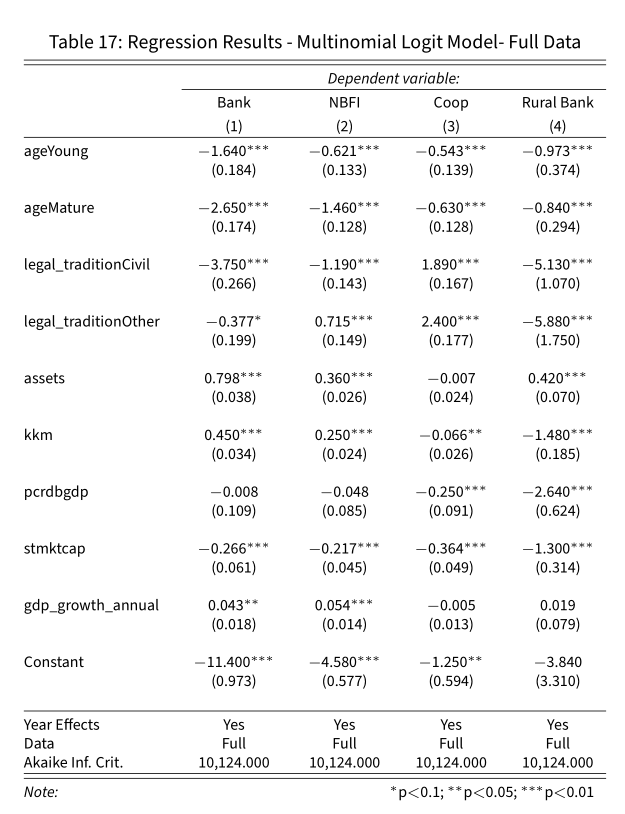 Table 17: Regression Results - Multinomial Logit Model- Full Data
Dependent variable:
Bank NBFI Coop Rural Bank
(1) (2) (3) (4)
ageYoung −1.640*** −0.621*** −0.543*** −0.973***
(0.184) (0.133) (0.139) (0.374)
ageMature −2.650*** −1.460*** −0.630*** −0.840***
(0.174) (0.128) (0.128) (0.294)
legal_traditionCivil −3.750*** −1.190*** 1.890*** −5.130***
(0.266) (0.143) (0.167) (1.070)
legal_traditionOther −0.377* 0.715*** 2.400*** −5.880***
(0.199) (0.149) (0.177) (1.750)
assets 0.798*** 0.360*** −0.007 0.420***
(0.038) (0.026) (0.024) (0.070)
kkm 0.450*** 0.250*** −0.066** −1.480***
(0.034) (0.024) (0.026) (0.185)
pcrdbgdp −0.008 −0.048 −0.250*** −2.640***
(0.109) (0.085) (0.091) (0.624)
stmktcap −0.266*** −0.217*** −0.364*** −1.300***
(0.061) (0.045) (0.049) (0.314)
gdp_growth_annual 0.043** 0.054*** −0.005 0.019
(0.018) (0.014) (0.013) (0.079)
Constant −11.400*** −4.580*** −1.250** −3.840
(0.973) (0.577) (0.594) (3.310)
Year Effects Yes Yes Yes Yes
Data Full Full Full Full
Akaike Inf. Crit. 10,124.000 10,124.000 10,124.000 10,124.000
Note: *p<0.1; **p<0.05; ***p<0.01